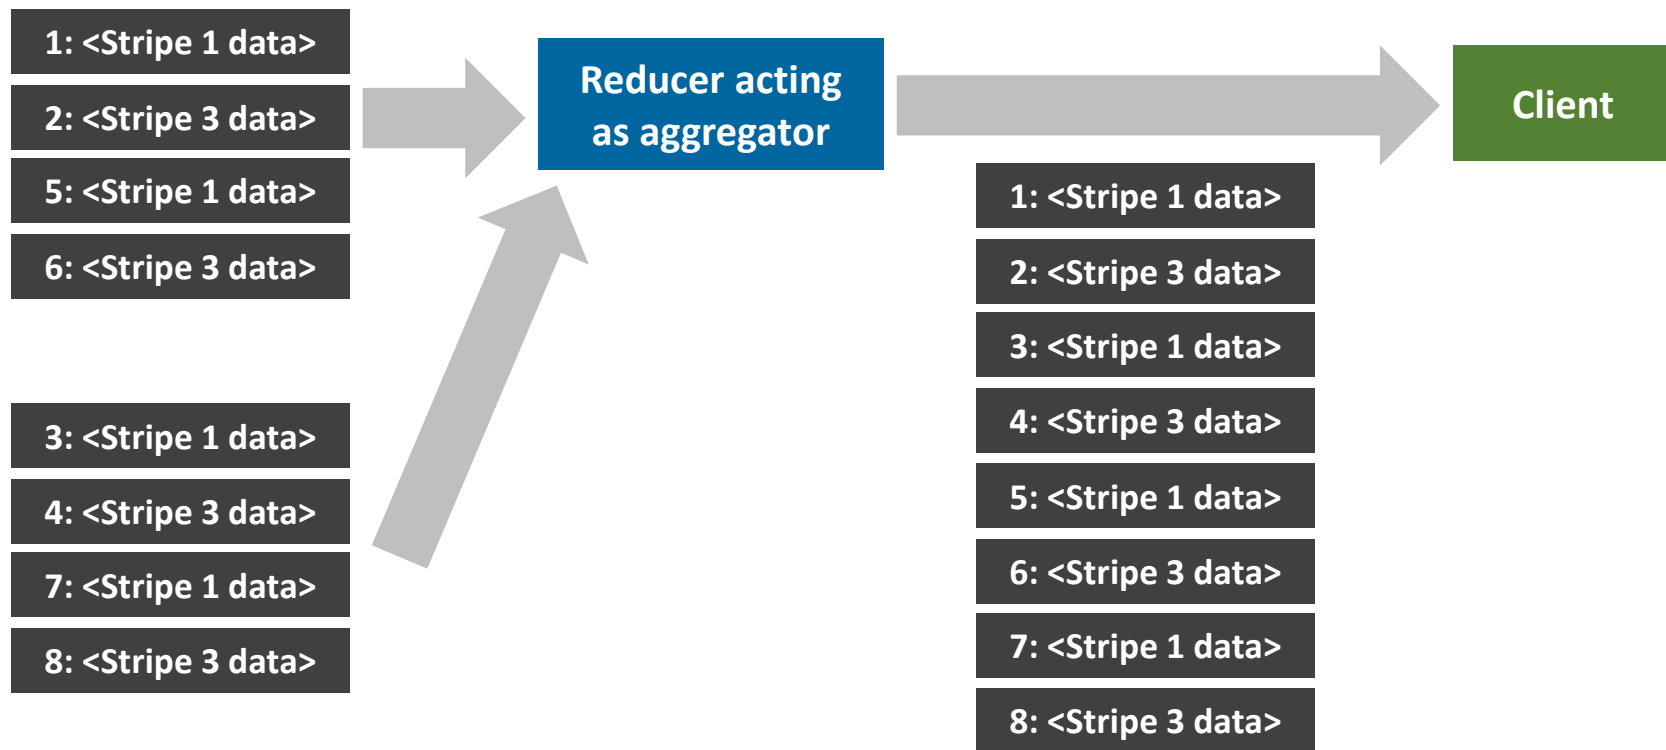 1: <Stripe 1 data>
2: <Stripe 3 data>
5: <Stripe 1 data>
6: <Stripe 3 data>
3: <Stripe 1 data>
4: <Stripe 3 data>
7: <Stripe 1 data>
8: <Stripe 3 data>
Reducer acting
as aggregator
Client
1: <Stripe 1 data>
2: <Stripe 3 data>
3: <Stripe 1 data>
4: <Stripe 3 data>
5: <Stripe 1 data>
6: <Stripe 3 data>
7: <Stripe 1 data>
8: <Stripe 3 data>